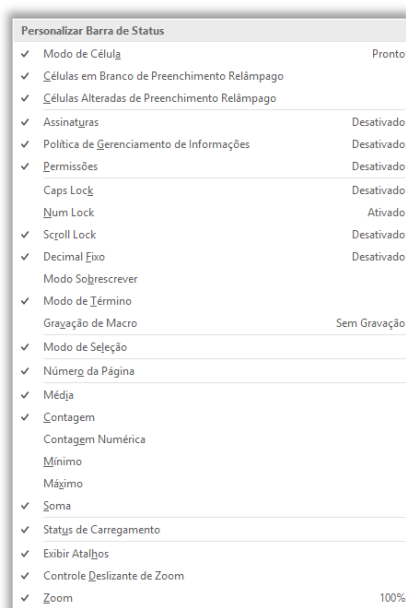 Personalizar Barra de Status
Modo de Célula Pronto
Células em Branco de Preenchimento Relâmpago
Células Alteradas de Preenchimento Relâmpago
Assinaturas Desativado
Política de Gerenciamento de Informações Desativado
Permissões Desativado
Caps Lock Desativado
Num Lock Ativado
Scroll Lock Desativado
Decimal Fixo Desativado
Modo Sobrescrever
Modo de Término
Gravação de Macro Sem Gravação
Modo de Seleção
Número da Página
Média
Contagem
Contagem Numérica
Mínimo
Máximo
Soma
Status de Carregamento
Exibir Atalhos
Controle Deslizante de Zoom
Zoom 100%